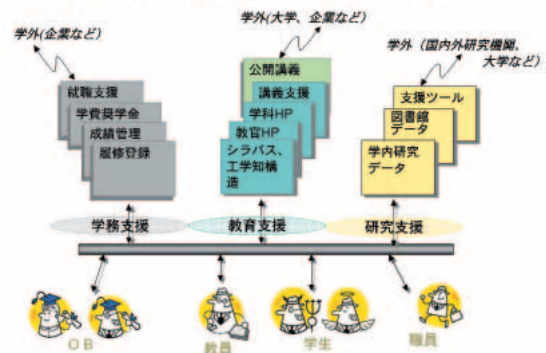 学外(企業など)
学外(大学、企業など)
学外（国内外研究機関、
大学など)
就職支援
学費奨学金
成績管理
履修登録
公開講義
講義支援
学科HP
教官HP
シラバス、
工学知構
造
支援ツール
図書館
データ
学内研究
データ
学務支援
教育支援
研究支援
ＯＢ
教員
学生
職員